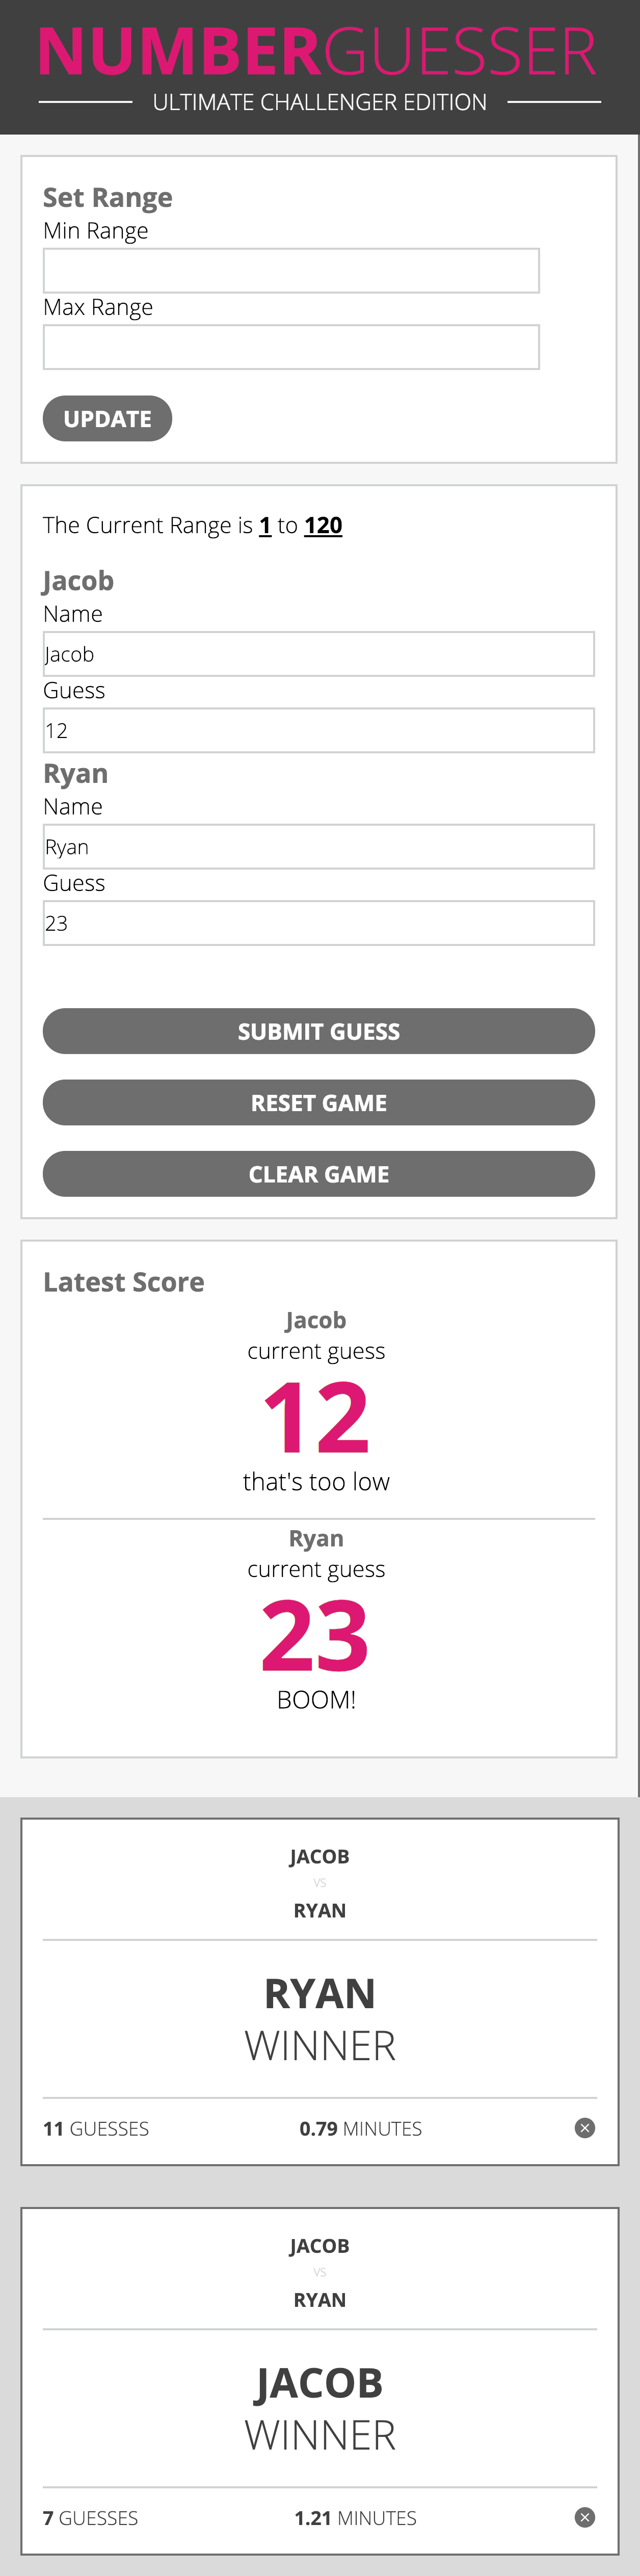 NUMBERGUESSER
ULTIMATE CHALLENGER EDITION
Set Range
Min Range
Max Range
UPDATE
The Current Range is 1 to 120
Jacob
Name
Jacob
Guess
12
Ryan
Name
Ryan
Guess
23
SUBMIT GUESS
RESET GAME
CLEAR GAME
Latest Score
Jacob
current guess
12
that's too low
Ryan
current guess
23
BOOM!
JACOB
VS
RYAN
RYAN
WINNER
11 GUESSES 0.79 MINUTES
JACOB
VS
RYAN
JACOB
WINNER
7 GUESSES 1.21 MINUTES